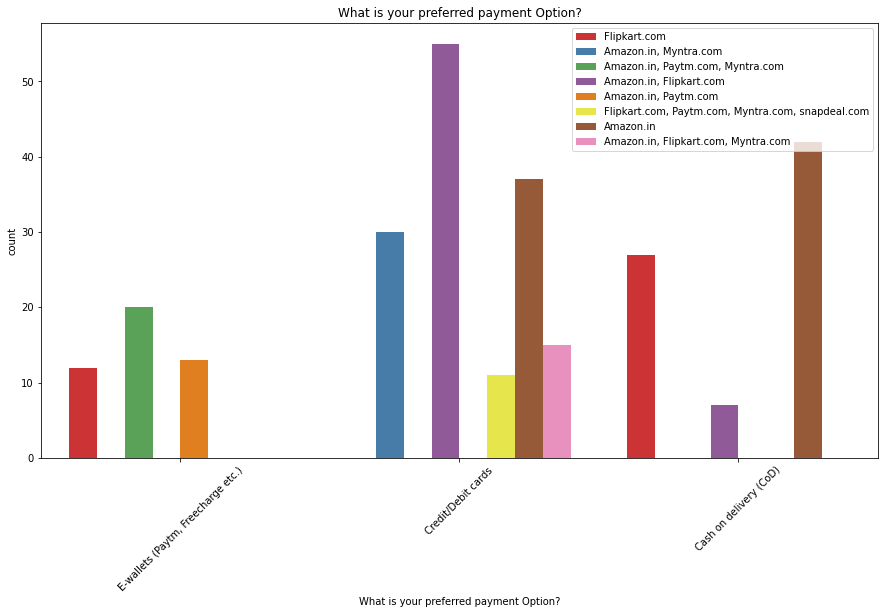 What is your preferred payment Option?
Flipkart.com
Amazon.in, Myntra.com
Amazon.in, Paytm.com, Myntra.com
Amazon.in, Flipkart.com
Amazon.in, Paytm.com
Flipkart.com, Paytm.com, Myntra.com, snapdeal.com
Amazon.in
Amazon.in, Flipkart.com, Myntra.com
count
50
40
30
20
10
0
E-wallets (Paytm, Freecharge etc.)
Credit/Debit cards
Cash on delivery (CoD)
What is your preferred payment Option?